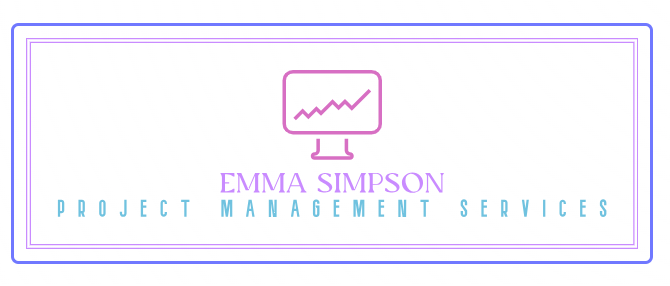 EMMA SIMPSON
PROJECT MANAGEMENT SERVICES